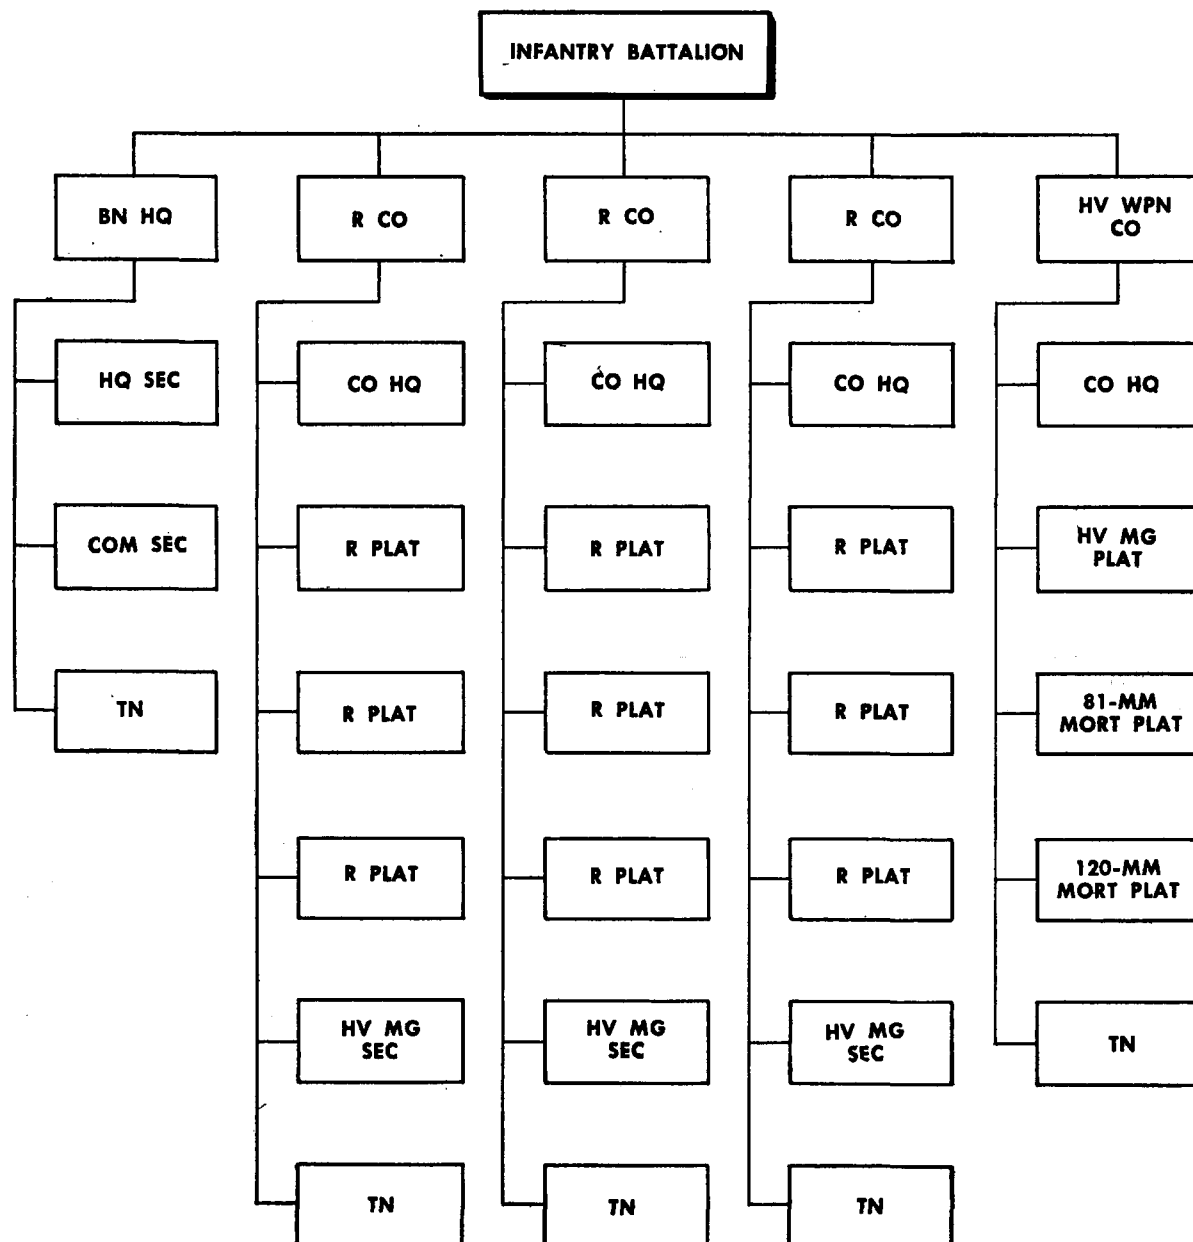 INFANTRY BATTALION
BN HQ
R CO
R CO
R CO
HV WPN
CO
HQ SEC
CO HQ
CO HQ
CO HQ
CO HQ
COM SEC
R PLAT
R PLAT
R PLAT
HV MG
PLAT
TN
R PLAT
R PLAT
R PLAT
81-MM
MORT PLAT
R PLAT
R PLAT
R PLAT
120-MM
MORT PLAT
HV MG
SEC
HV MG
SEC
HV MG
SEC
TN
TN
TN
TN